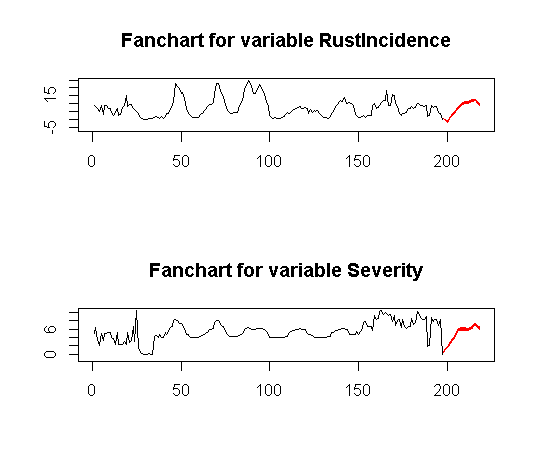 Fanchart for variable RustIncidence
15
-5
0 50 100 150 200
Fanchart for variable Severity
6
0
0 50 100 150 200